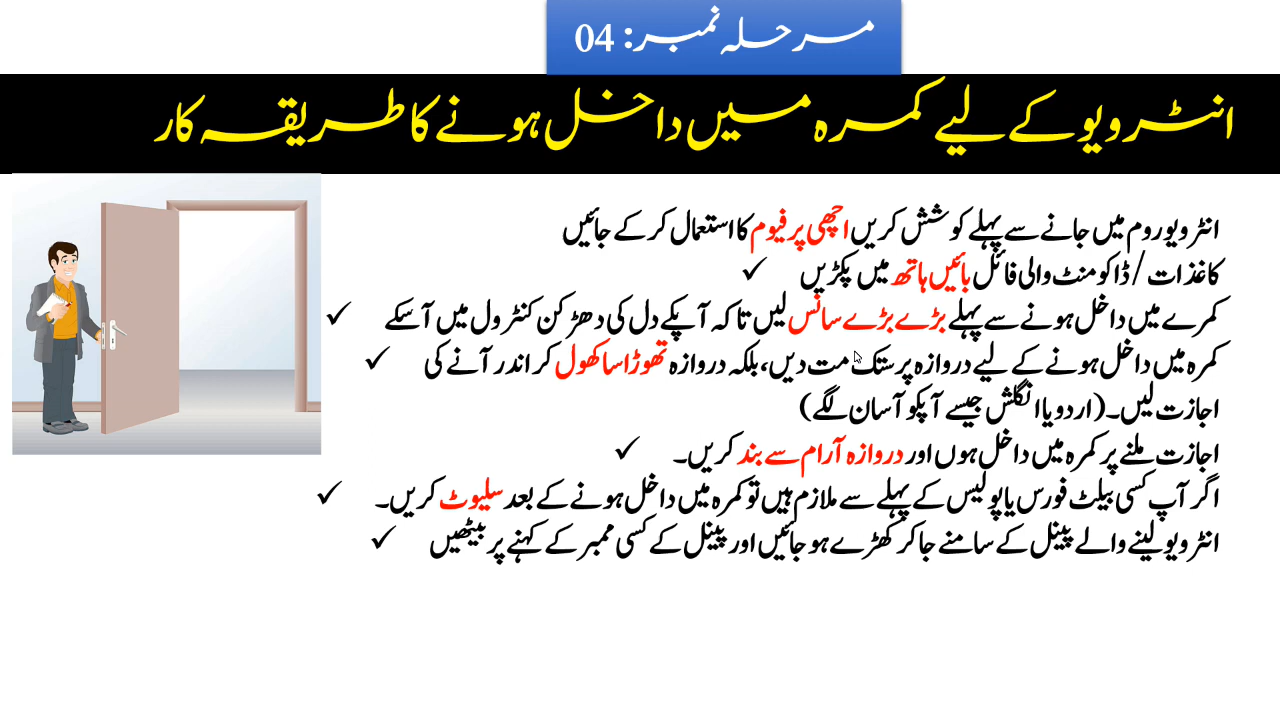 مرحلہ نمبر: 04
انٹرویو کے لیے کمرہ میں داخل ہونے کا طریقہ کار
انٹرویو روم میں جانے سے پہلے کوشش کریں اچھی پرفیوم کا استعمال کر کے جائیں
کاغذات / ڈاکومنٹ والی فائل بائیں ہاتھ میں پکڑیں ✓
کمرے میں داخل ہونے سے پہلے بڑے بڑے سانس لیں تاکہ آپکے دل کی دھڑکن کنٹرول میں آسکے ✓
کمرہ میں داخل ہونے کے لیے دروازہ پر ستک مت دیں، بلکہ دروازہ تھوڑا سا کھول کر اندر آنے کی ✓
اجازت لیں۔ (اردو یا انگلش جیسے آپکو آسان لگے)
اجازت ملنے پر کمرہ میں داخل ہوں اور دروازہ آرام سے بند کریں۔ ✓
اگر آپ کسی بیلٹ فورس یا پولیس کے پہلے سے ملازم ہیں تو کمرہ میں داخل ہونے کے بعد سلیوٹ کریں۔ ✓
انٹرویو لینے والے پینل کے سامنے جا کر کھڑے ہو جائیں اور پینل کے کسی ممبر کے کہنے پر بیٹھیں ✓